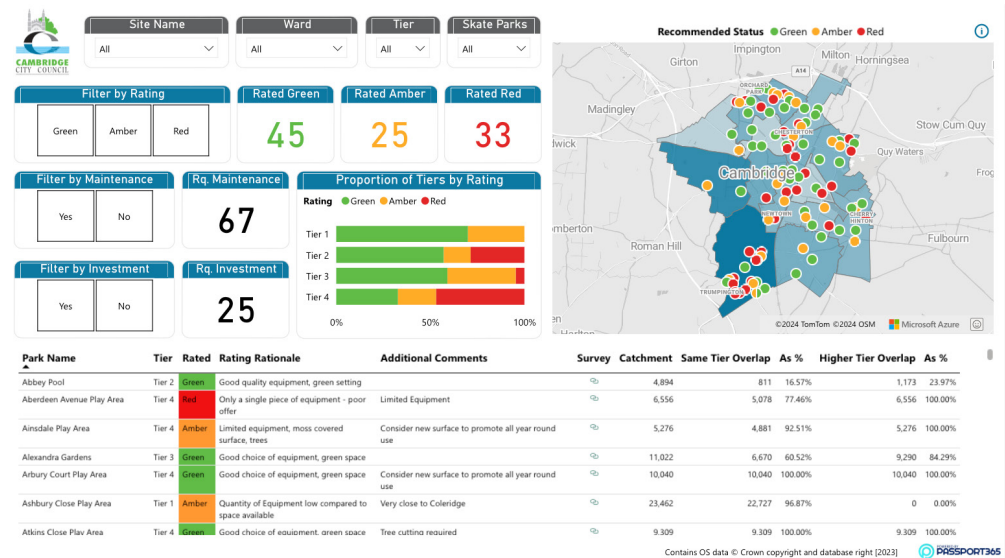 CAMBRIDGE
CITY COUNCIL
Site Name
All
Ward
All
Tier
All
Skate Parks
All
Filter by Rating
Green
Amber
Red
Rated Green
45
Rated Amber
25
Rated Red
33
Filter by Maintenance
Yes
No
Rq. Maintenance
67
Filter by Investment
Yes
No
Rq. Investment
25
Proportion of Tiers by Rating
Rating Green Amber Red
Tier 1
Tier 2
Tier 3
Tier 4
0% 50% 100%
Recommended Status Green Amber Red
Impington
Girton
Milton
Horningsea
A14
ORCHARD
PARK
Madingley
CHESTERTON
Stow Cum Quy
Quy Waters
Cambridge
NEWTOWN
CHERRY
HINTON
Roman Hill
Fulbourn
TRUMPINGTON
©2024 TomTom ©2024 OSM Microsoft Azure
Park Name Tier Rated Rating Rationale Additional Comments Survey Catchment Same Tier Overlap As % Higher Tier Overlap As %
Abbey Pool Tier 2 Green Good quality equipment, green setting 4,894 811 16.57% 1,173 23.97%
Aberdeen Avenue Play Area Tier 4 Red Only a single piece of equipment - poor Limited Equipment 6,556 5,078 77.46% 6,556 100.00%
offer
Ainsdale Play Area Tier 4 Amber Limited equipment, moss covered Consider new surface to promote all year round 5,276 4,881 92.51% 5,276 100.00%
surface, trees use
Alexandra Gardens Tier 3 Green Good choice of equipment, green space 11,022 6,670 60.52% 9,290 84.29%
Arbury Court Play Area Tier 4 Green Good choice of equipment, green space Consider new surface to promote all year round 10,040 10,040 100.00% 10,040 100.00%
use
Ashbury Close Play Area Tier 1 Amber Quantity of Equipment low compared to Very close to Coleridge 23,462 22,727 96.87% 0 0.00%
space available
Atkins Close Play Area Tier 4 Green Good choice of equipment, green space Tree cutting required 9,309 9,309 100.00% 9,309 100.00%
Contains OS data © Crown copyright and database right [2023]
PASSPORT365